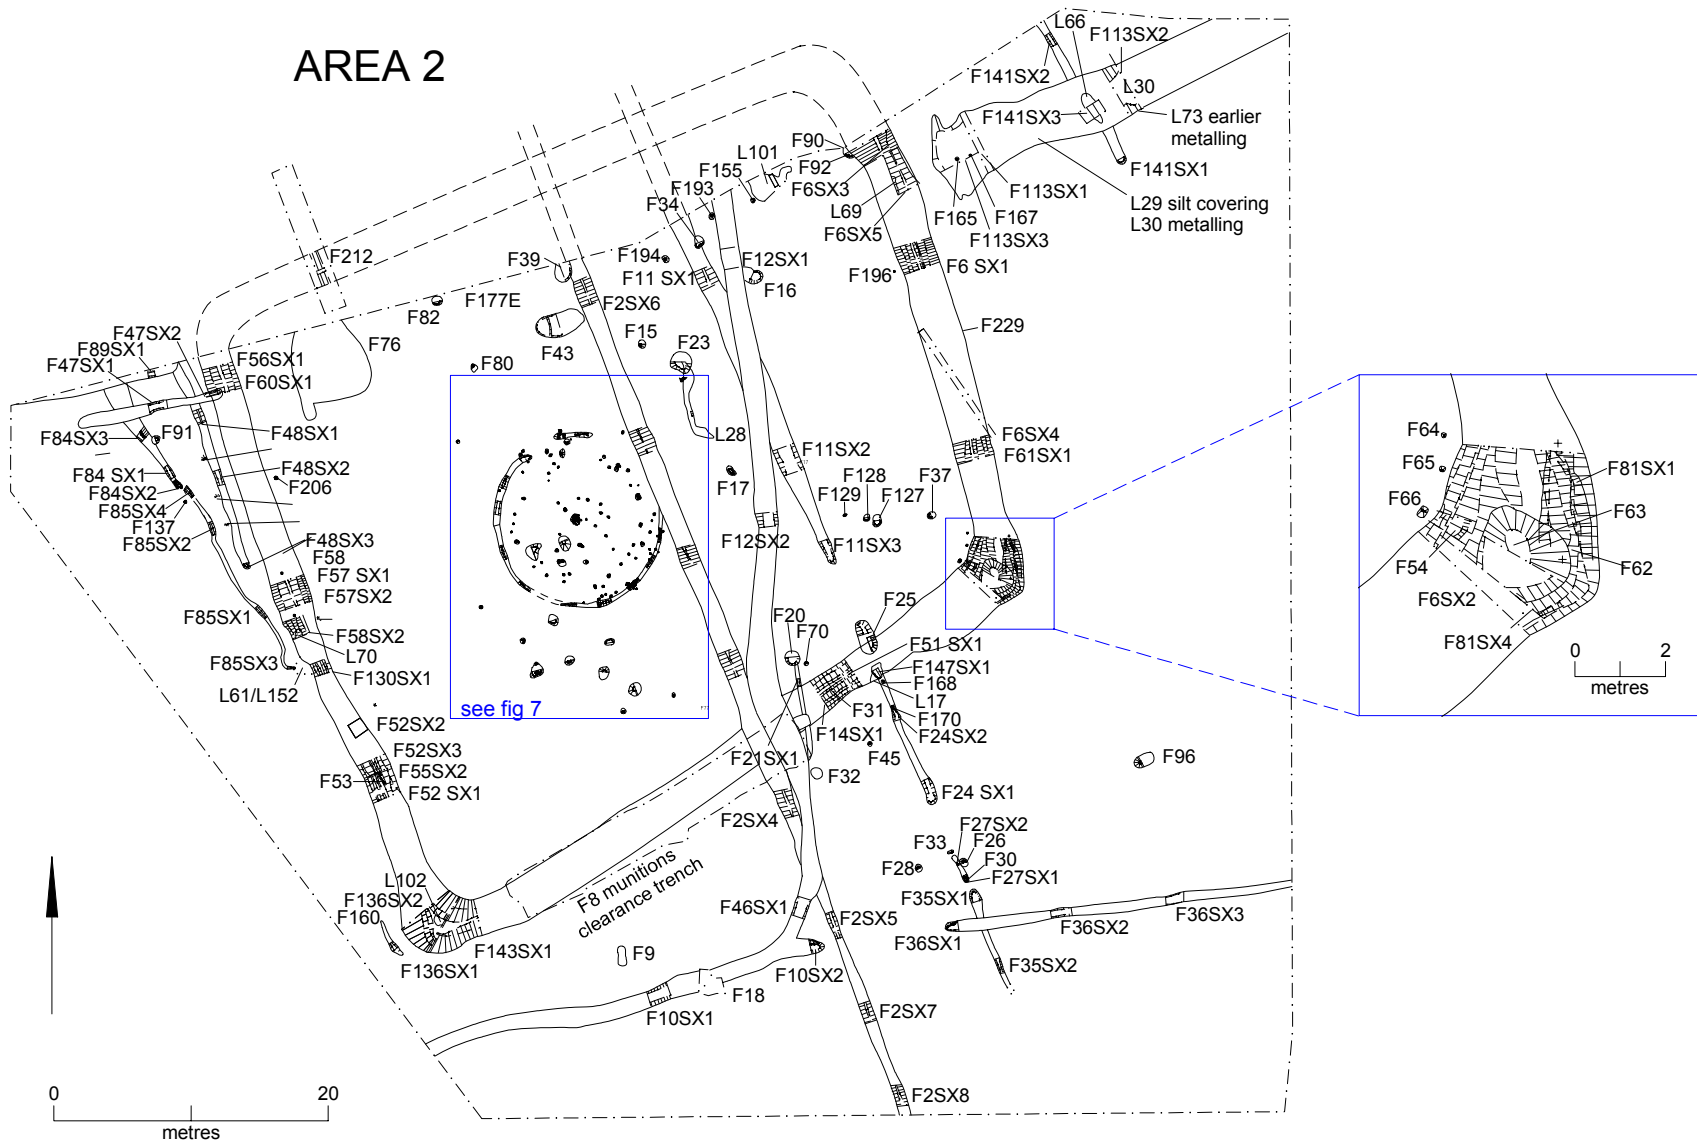 AREA 2
L66
F113SX2
F141SX2
L30
F141SX3
L73 earlier
metalling
F141SX1
F113SX1
L29 silt covering
L30 metalling
F165
F167
F113SX3
F90
L101
F92
F155
F6SX3
F193
L69
F34
F6SX5
F212
F39
F194
F12SX1
F11 SX1
F16
F196
F6 SX1
F177E
F82
F2SX6
F229
F47SX2
F76
F15
F23
F89SX1
F47SX1
F56SX1
F43
F60SX1
F80
F84SX3
F91
F48SX1
L28
F11SX2
F6SX4
F61SX1
F84 SX1
F48SX2
F84SX2
F206
F17
F128
F37
F85SX4
F129
F127
F137
F85SX2
F48SX3
F12SX2
F11SX3
F58
F57 SX1
F57SX2
F85SX1
F58SX2
L70
F85SX3
F130SX1
L61/L152
F20
F70
F25
F51 SX1
F147SX1
F168
L17
F31
F170
F14SX1
F24SX2
see fig 7
F52SX2
F52SX3
F53
F55SX2
F52 SX1
F21SX1
F45
F32
F96
F24 SX1
F2SX4
F27SX2
F33
F26
F28
F30
F27SX1
L102
F136SX2
F160
F8 munitions
clearance trench
F35SX1
F46SX1
F2SX5
F36SX3
F36SX2
F36SX1
F143SX1
F136SX1
F9
F10SX2
F35SX2
F18
F10SX1
F2SX7
F2SX8
0 20
metres
F64
F65
F81SX1
F66
F63
F54
F62
F6SX2
F81SX4
0 2
metres